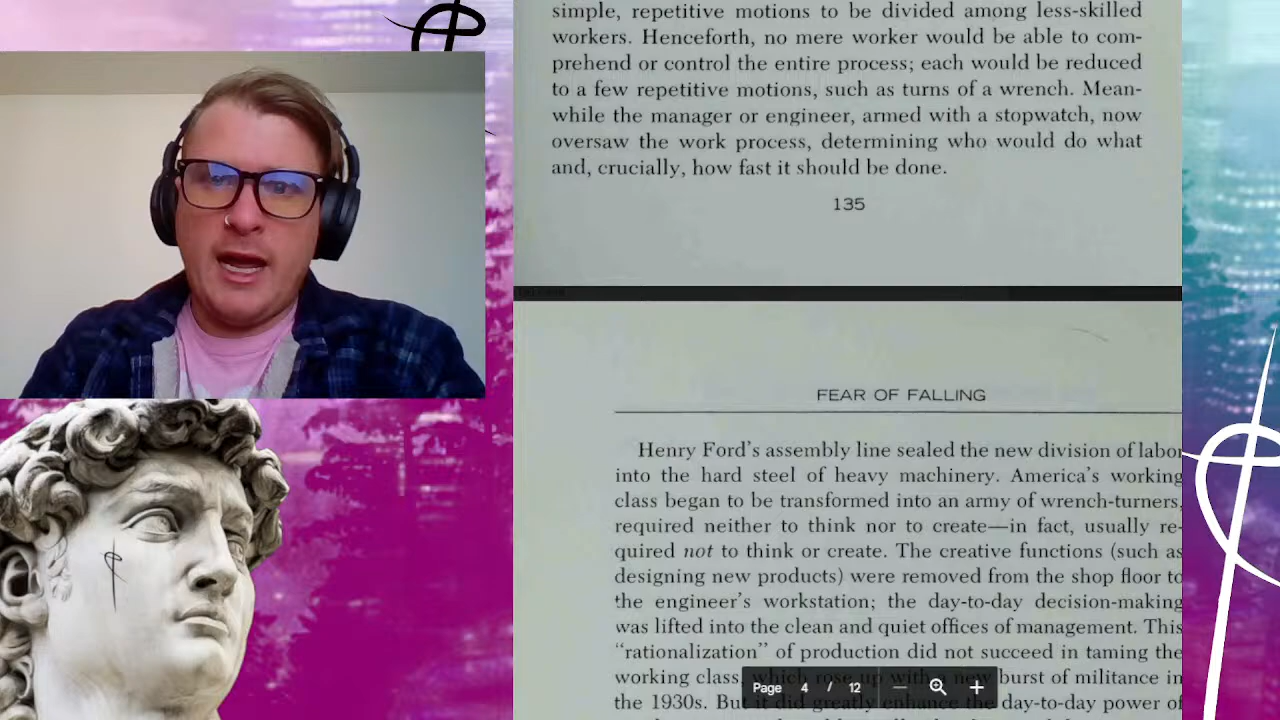 simple, repetitive motions to be divided among less-skilled
workers. Henceforth, no mere worker would be able to com-
prehend or control the entire process; each would be reduced
to a few repetitive motions, such as turns of a wrench. Mean-
while the manager or engineer, armed with a stopwatch, now
oversaw the work process, determining who would do what
and, crucially, how fast it should be done.
135
FEAR OF FALLING
Henry Ford's assembly line sealed the new division of labor
into the hard steel of heavy machinery. America's working
class began to be transformed into an army of wrench-turners,
required neither to think nor to create—in fact, usually re-
quired not to think or create. The creative functions (such as
designing new products) were removed from the shop floor to
the engineer's workstation; the day-to-day decision-making
was lifted into the clean and quiet offices of management. This
"rationalization" of production did not succeed in taming the
working class, which rose up with a new burst of militance in
the 1930s. But it did greatly enhance the day-to-day power of
Page 4 / 12